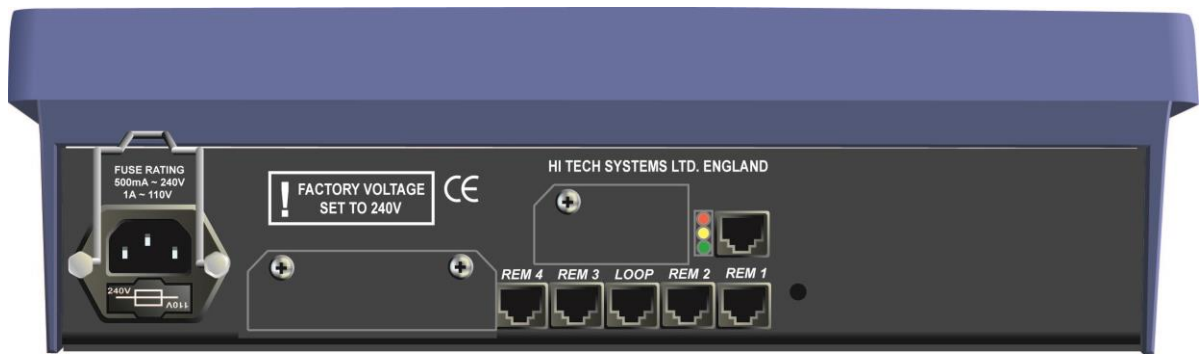 FUSE RATING
500mA ~ 240V
1A ~ 110V
! FACTORY VOLTAGE
SET TO 240V
CE
HI TECH SYSTEMS LTD. ENGLAND
REM 4 REM 3 LOOP REM 2 REM 1
240V
110V